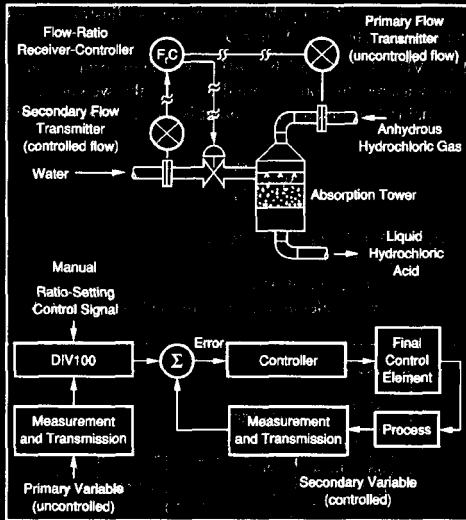 Flow-Ratio
Receiver-Controller
FrC
Primary Flow
Transmitter
(uncontrolled flow)
Secondary Flow
Transmitter
(controlled flow)
Anhydrous
Hydrochloric Gas
Water
Absorption Tower
Liquid
Hydrochloric
Acid
Manual
Ratio-Setting
Control Signal
DIV100
Σ
Error
Controller
Final
Control
Element
Measurement
and Transmission
Measurement
and Transmission
Process
Primary Variable
(uncontrolled)
Secondary Variable
(controlled)